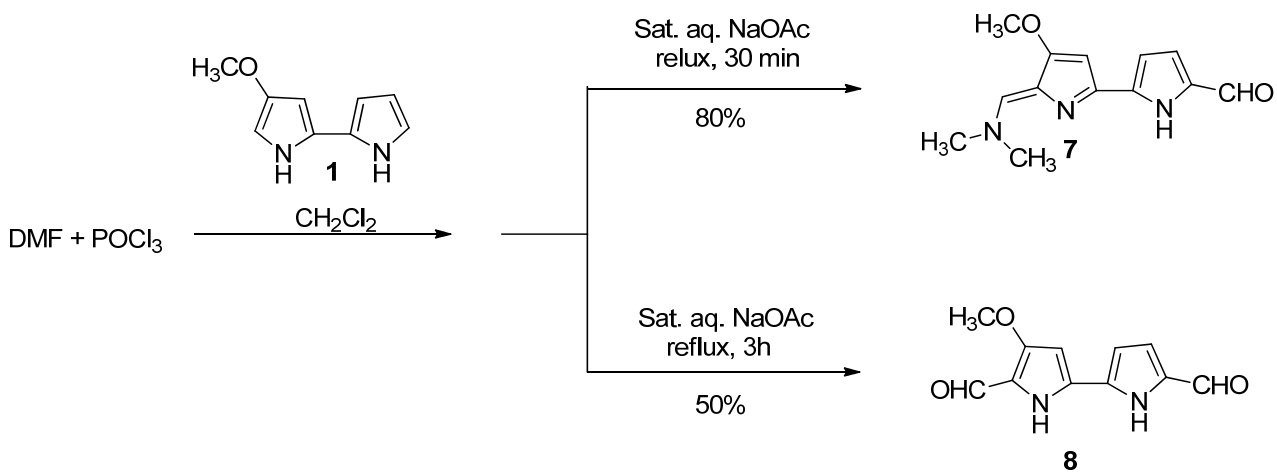 Sat. aq. NaOAc
relux, 30 min
80%
H₃CO
N
H
N
H
1
CH₂Cl₂
DMF + POCl₃
H₃CO
N
N
H
CHO
H₃C
N
CH₃
7
Sat. aq. NaOAc
reflux, 3h
50%
H₃CO
OHC
N
H
N
H
CHO
8